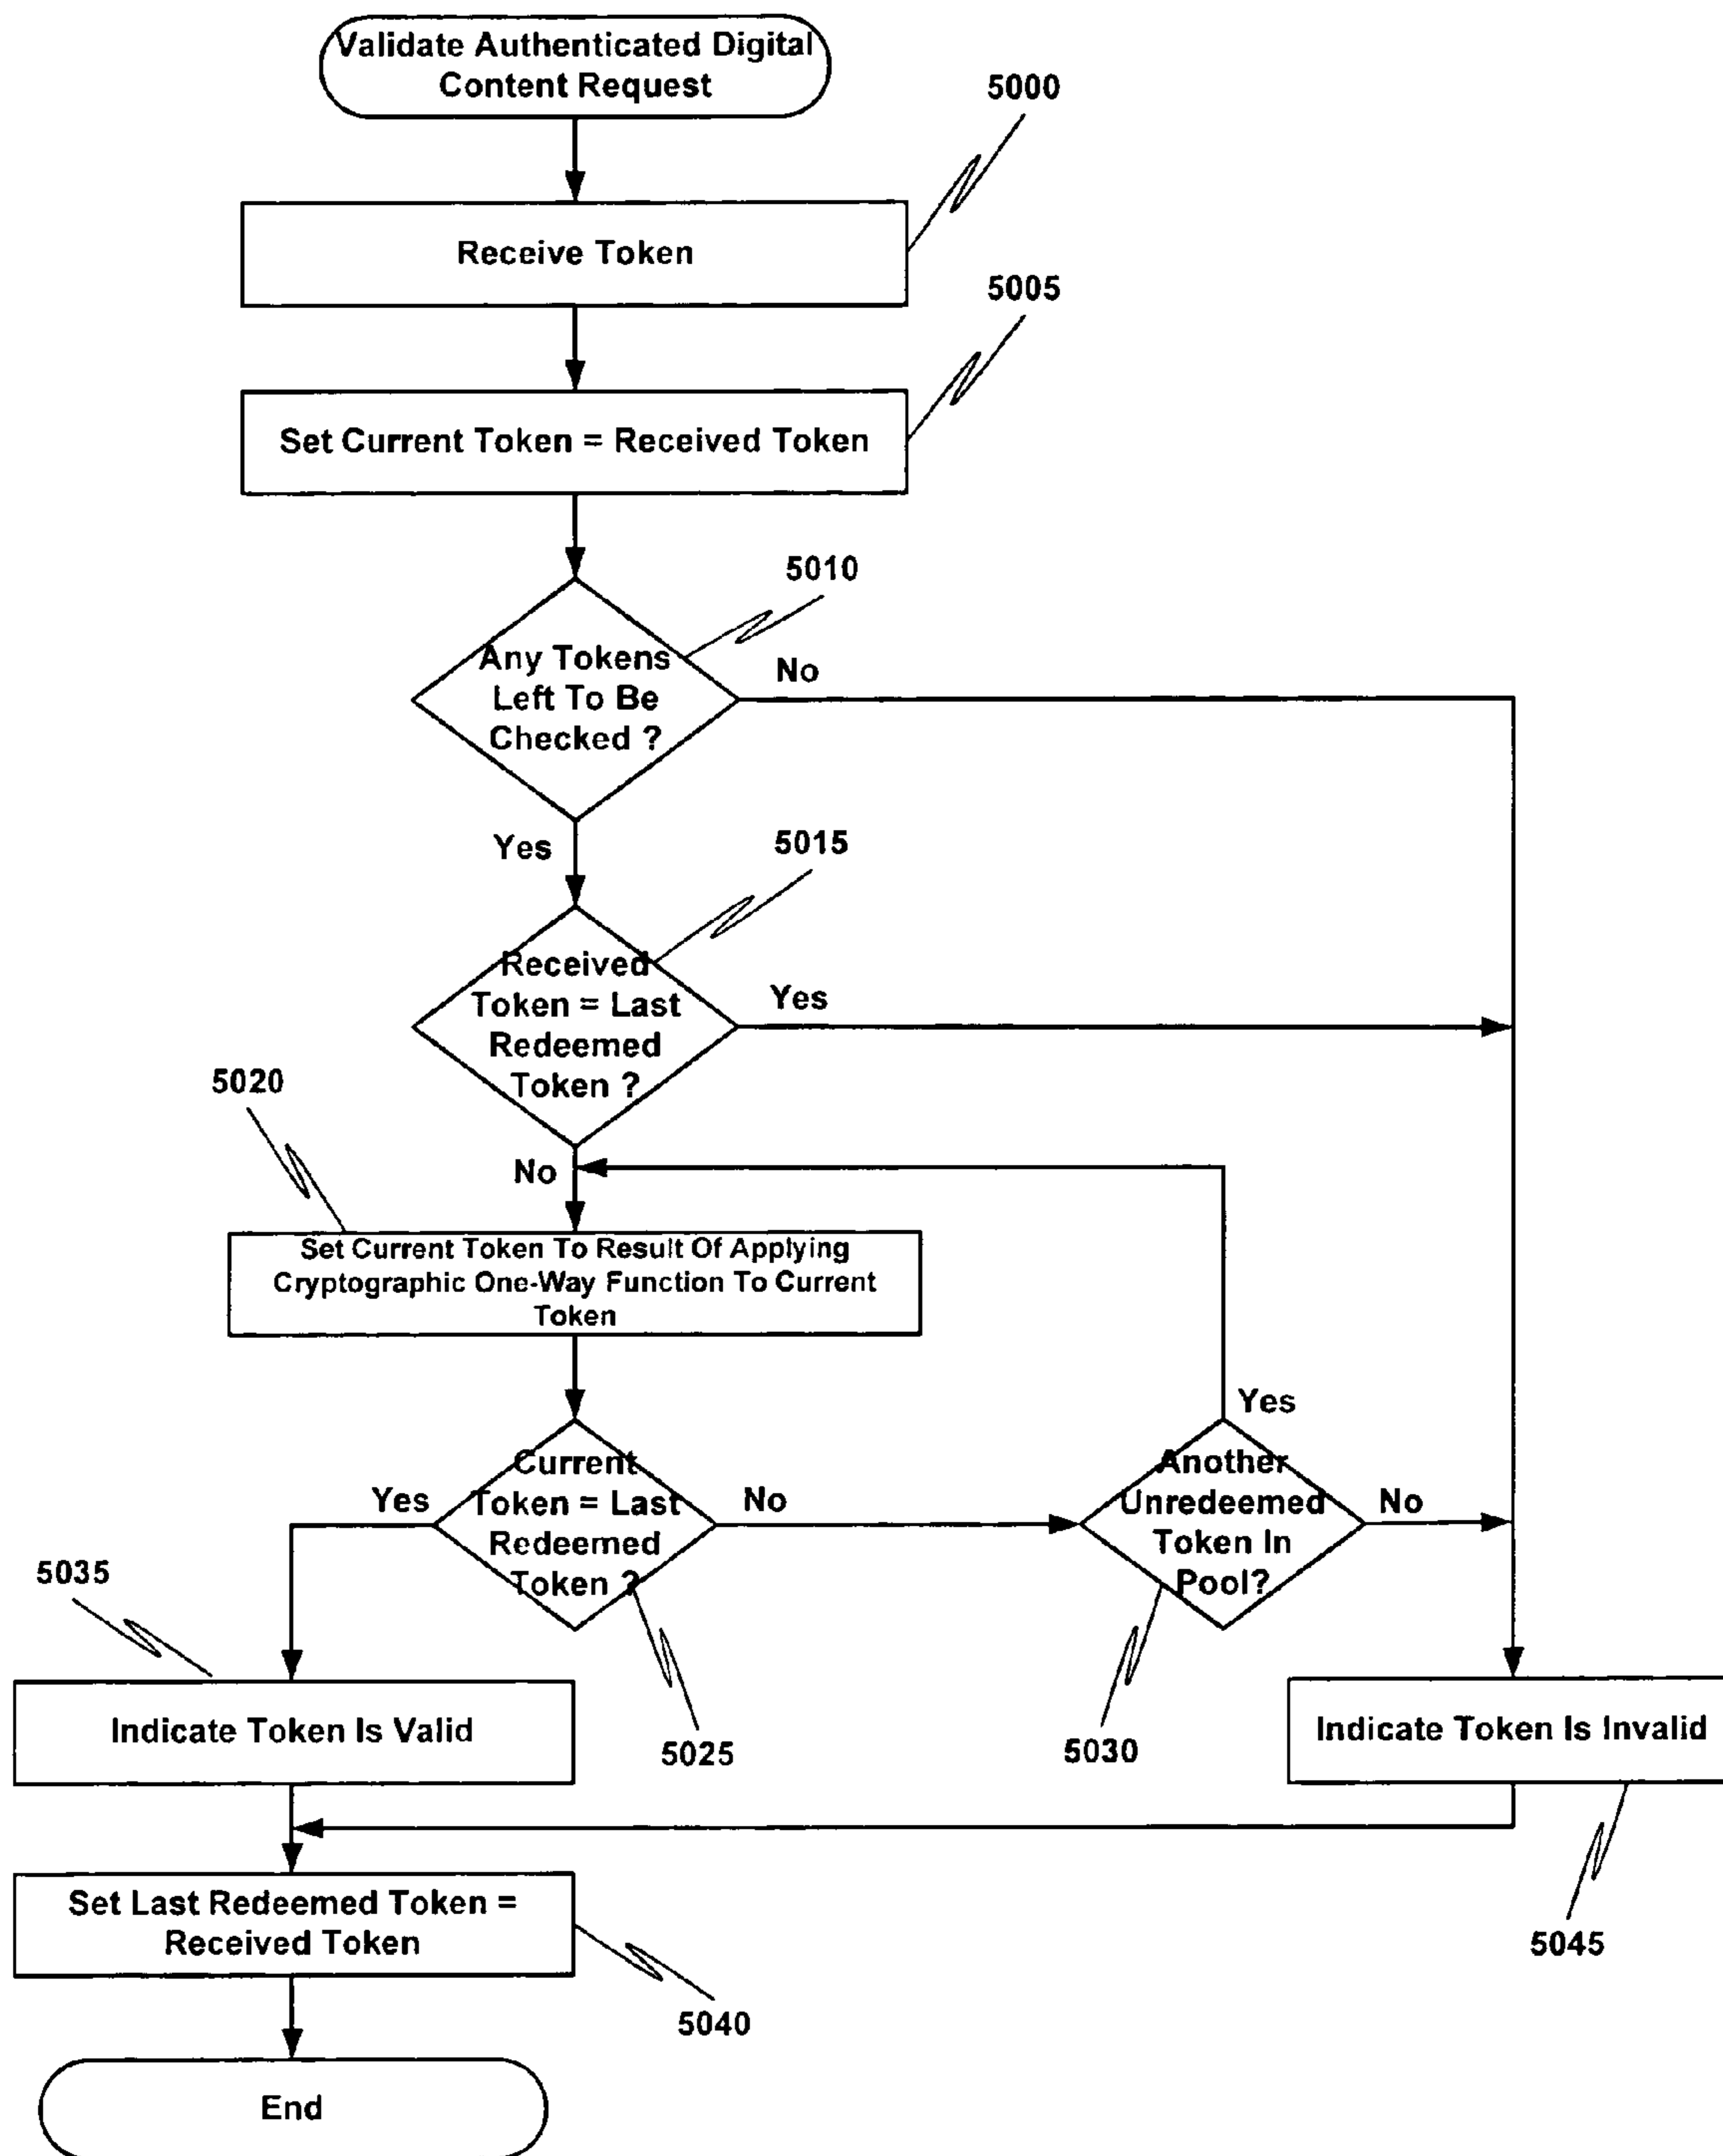 Validate Authenticated Digital
Content Request
5000
Receive Token
5005
Set Current Token = Received Token
5010
Any Tokens
Left To Be
Checked ?
No
Yes
5015
Received
Token = Last
Redeemed
Token ?
Yes
5020
No
Set Current Token To Result Of Applying
Cryptographic One-Way Function To Current
Token
Yes
Current
Token = Last
Redeemed
Token ?
Yes
No
Another
Unredeemed
Token In
Pool?
No
5035
Indicate Token Is Valid
5025
5030
Indicate Token Is Invalid
Set Last Redeemed Token =
Received Token
5045
5040
End